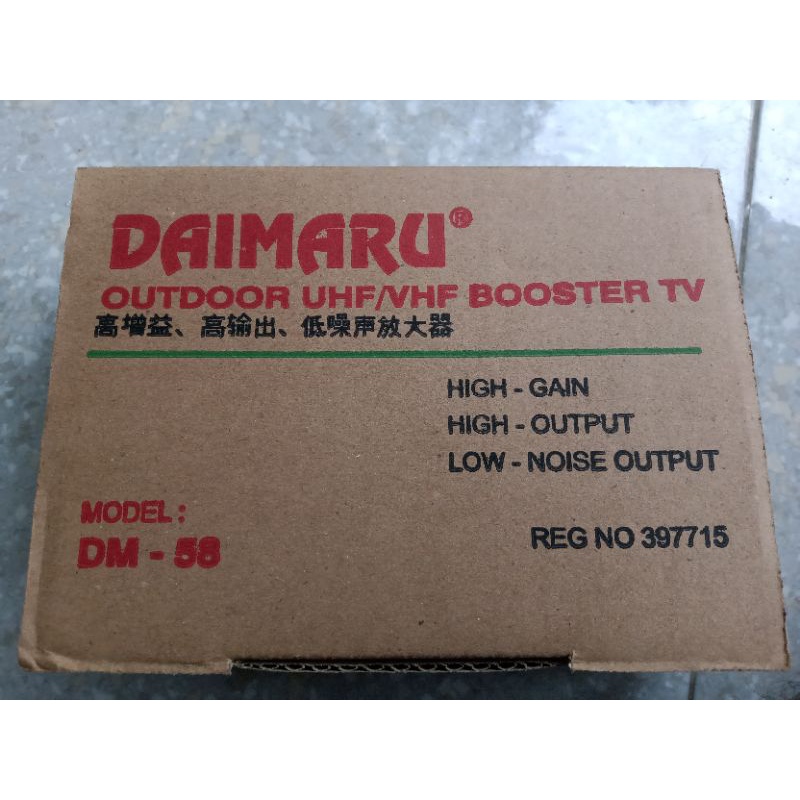 DAIMARU®
OUTDOOR UHF/VHF BOOSTER TV
高增益、高输出、低噪声放大器
HIGH - GAIN
HIGH - OUTPUT
LOW - NOISE OUTPUT
MODEL :
DM - 58
REG NO 397715